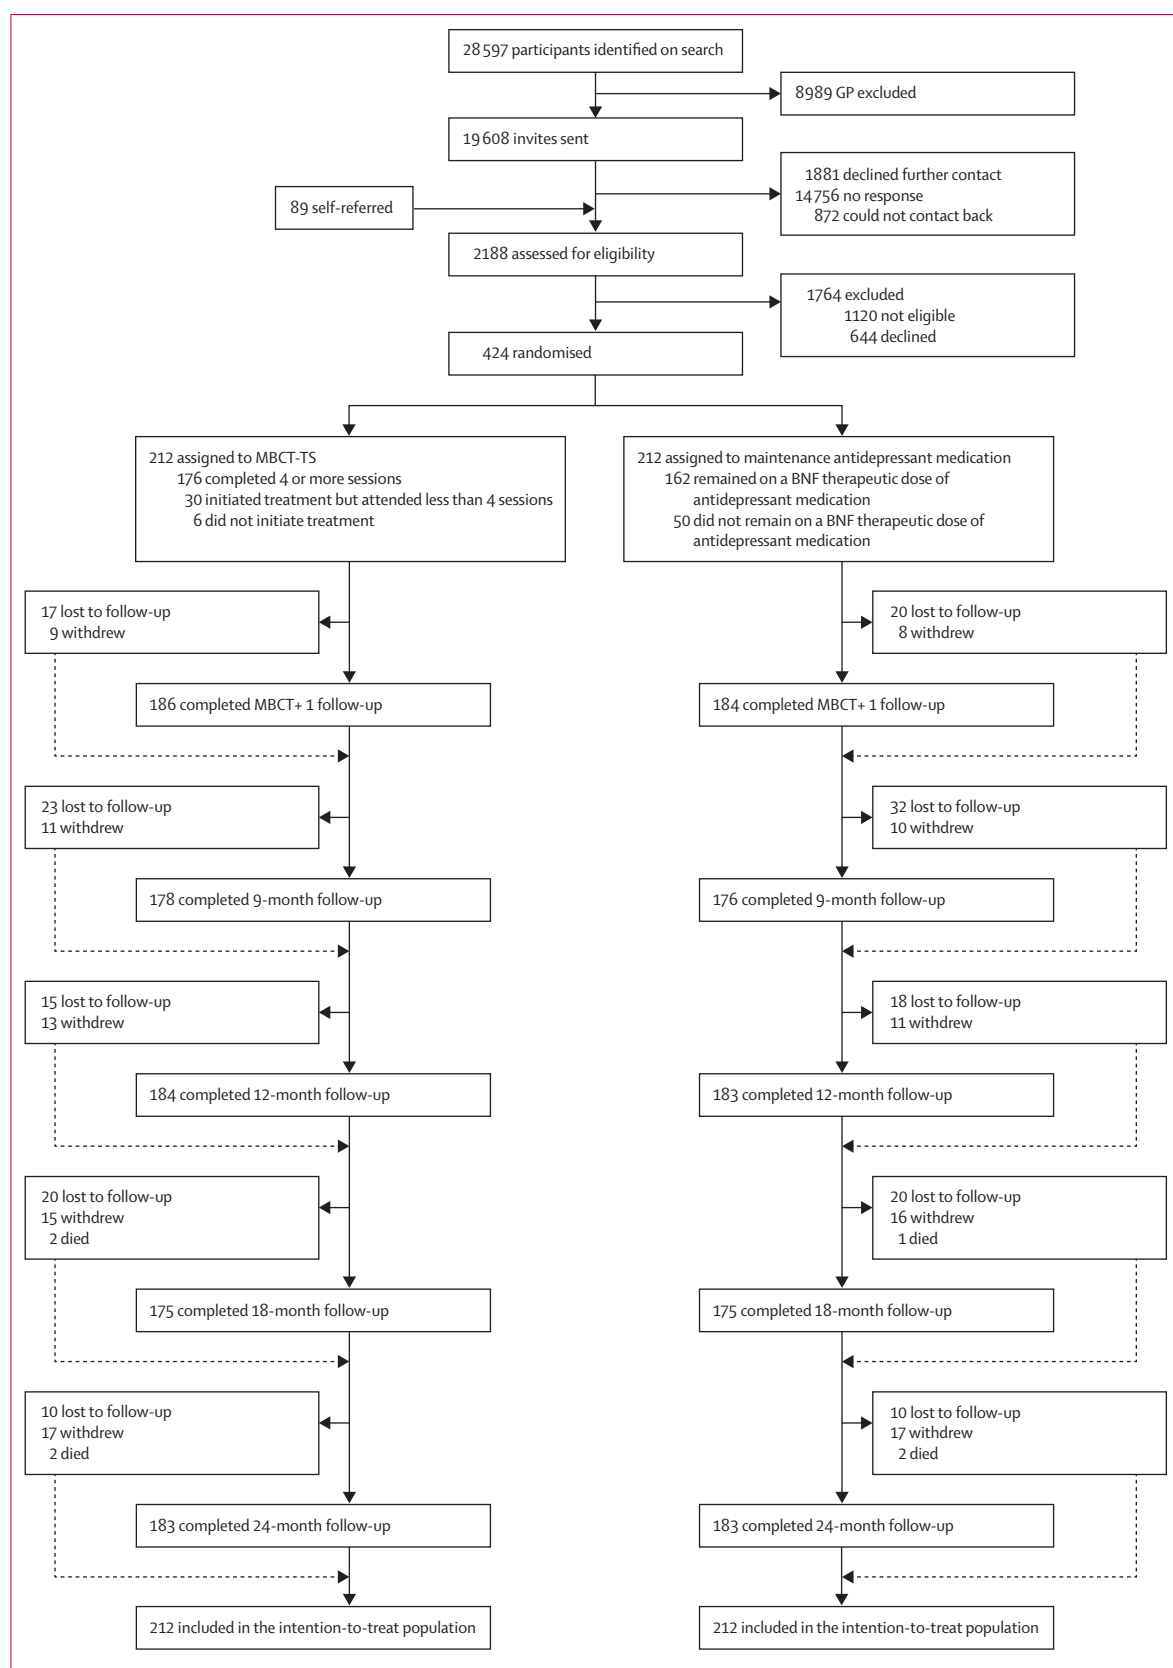 28 597 participants identified on search
8989 GP excluded
19 608 invites sent
1881 declined further contact
14 756 no response
872 could not contact back
89 self-referred
2188 assessed for eligibility
1764 excluded
1120 not eligible
644 declined
424 randomised
212 assigned to MBCT-TS
176 completed 4 or more sessions
30 initiated treatment but attended less than 4 sessions
6 did not initiate treatment
212 assigned to maintenance antidepressant medication
162 remained on a BNF therapeutic dose of
antidepressant medication
50 did not remain on a BNF therapeutic dose of
antidepressant medication
17 lost to follow-up
9 withdrew
20 lost to follow-up
8 withdrew
186 completed MBCT+ 1 follow-up
184 completed MBCT+ 1 follow-up
23 lost to follow-up
11 withdrew
32 lost to follow-up
10 withdrew
178 completed 9-month follow-up
176 completed 9-month follow-up
15 lost to follow-up
13 withdrew
18 lost to follow-up
11 withdrew
184 completed 12-month follow-up
183 completed 12-month follow-up
20 lost to follow-up
15 withdrew
2 died
20 lost to follow-up
16 withdrew
1 died
175 completed 18-month follow-up
175 completed 18-month follow-up
10 lost to follow-up
17 withdrew
2 died
10 lost to follow-up
17 withdrew
2 died
183 completed 24-month follow-up
183 completed 24-month follow-up
212 included in the intention-to-treat population
212 included in the intention-to-treat population